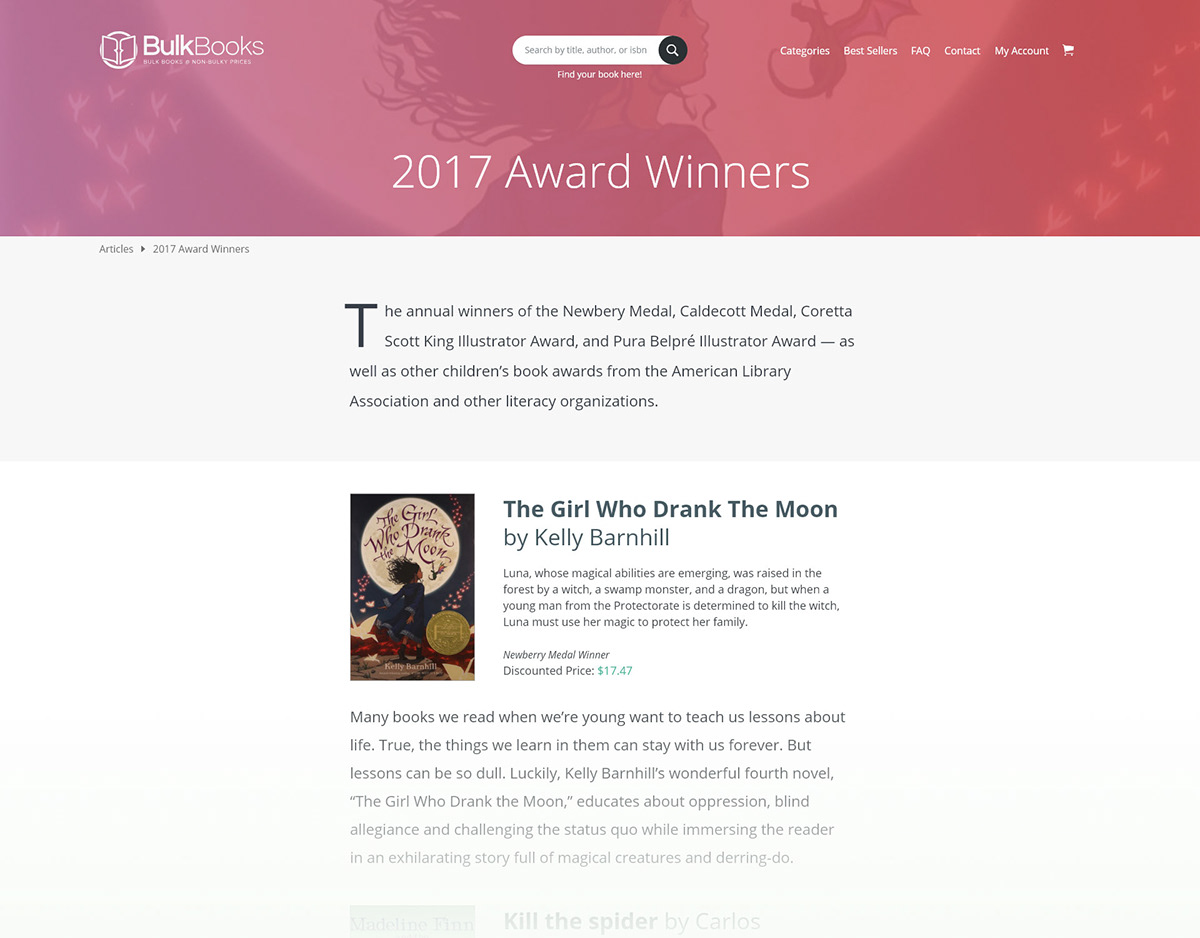 BulkBooks
BULK BOOKS @ NON-BULKY PRICES
Search by title, author, or isbn
Find your book here!
Categories Best Sellers FAQ Contact My Account
2017 Award Winners
Articles 2017 Award Winners
The annual winners of the Newbery Medal, Caldecott Medal, Coretta
Scott King Illustrator Award, and Pura Belpré Illustrator Award — as
well as other children’s book awards from the American Library
Association and other literacy organizations.
The Girl
Who Drank
the Moon
Kelly Barnhill
The Girl Who Drank The Moon
by Kelly Barnhill
Luna, whose magical abilities are emerging, was raised in the
forest by a witch, a swamp monster, and a dragon, but when a
young man from the Protectorate is determined to kill the witch,
Luna must use her magic to protect her family.
Newberry Medal Winner
Discounted Price: $17.47
Many books we read when we’re young want to teach us lessons about
life. True, the things we learn in them can stay with us forever. But
lessons can be so dull. Luckily, Kelly Barnhill’s wonderful fourth novel,
“The Girl Who Drank the Moon,” educates about oppression, blind
allegiance and challenging the status quo while immersing the reader
in an exhilarating story full of magical creatures and derring-do.
Madeline Finn
Kill the spider by Carlos